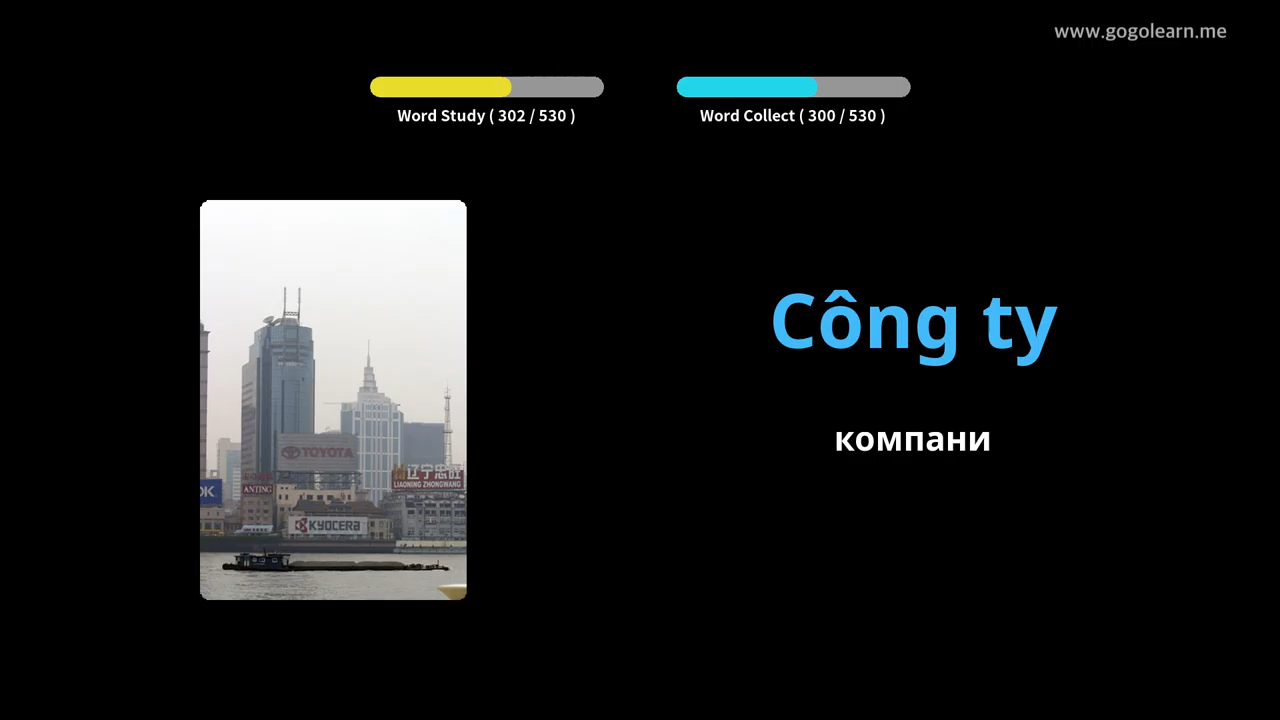 www.gogolearn.me
Word Study ( 302 / 530 )
Word Collect ( 300 / 530 )
Công ty
компани
TOYOTA
ANTING
辽宁忠旺
LIAONING ZHONGWANG
KYOCERA